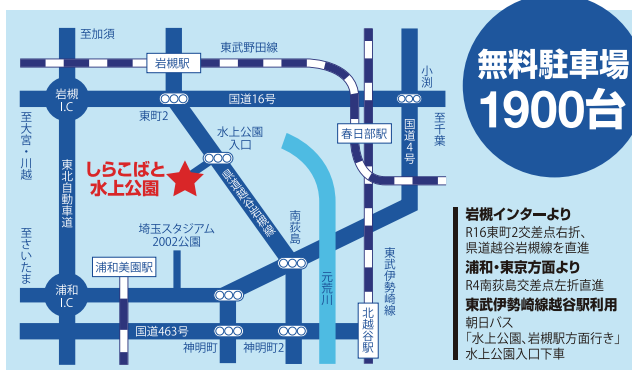 至加須
東武野田線
岩槻駅
岩槻
I.C
国道16号
小渕
無料駐車場
1900台
至大宮・川越
東北自動車道
東町2
水上公園
入口
春日部駅
国道4号
至千葉
しらこばと
水上公園
県道越谷岩槻線
南荻島
埼玉スタジアム
2002公園
至さいたま
浦和美園駅
浦和
I.C
元荒川
東武伊勢崎線
北越谷駅
国道463号
神明町
神明町2
岩槻インターより
R16東町2交差点右折、
県道越谷岩槻線を直進
浦和・東京方面より
R4南荻島交差点左折直進
東武伊勢崎線越谷駅利用
朝日バス
「水上公園、岩槻駅方面行き」
水上公園入口下車